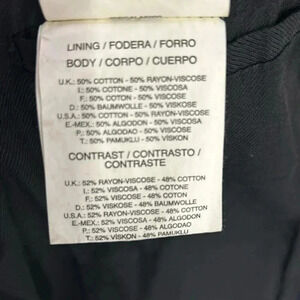 LINING / FODERA / FORRO
BODY / CORPO / CUERPO
U.K.: 50% COTTON - 50% RAYON-VISCOSE
I.: 50% COTONE - 50% VISCOSA
F.: 50% COTON - 50% VISCOSE
D.: 50% BAUMWOLLE - 50% VISKOSE
U.S.A.: 50% COTTON - 50% RAYON-VISCOSE
E.-MEX.: 50% ALGODON - 50% VISCOSA
P.: 50% ALGODAO - 50% VISCOSE
T.: 50% PAMUKLU - 50% VISKON
CONTRAST / CONTRASTO /
CONTRASTE
U.K.: 52% RAYON-VISCOSE - 48% COTTON
I.: 52% VISCOSA - 48% COTONE
F.: 52% VISCOSE - 48% COTON
D.: 52% VISKOSE - 48% BAUMWOLLE
U.S.A.: 52% RAYON-VISCOSE - 48% COTTON
E.-MEX.: 52% VISCOSA - 48% ALGODON
P.: 52% VISCOSE - 48% ALGODAO
T.: 52% VISKON - 48% PAMUKLU